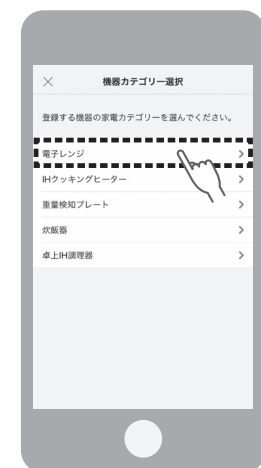 機器カテゴリー選択
登録する機器の家電カテゴリーを選んでください。
電子レンジ
IHクッキングヒーター
重量検知プレート
炊飯器
卓上IH調理器